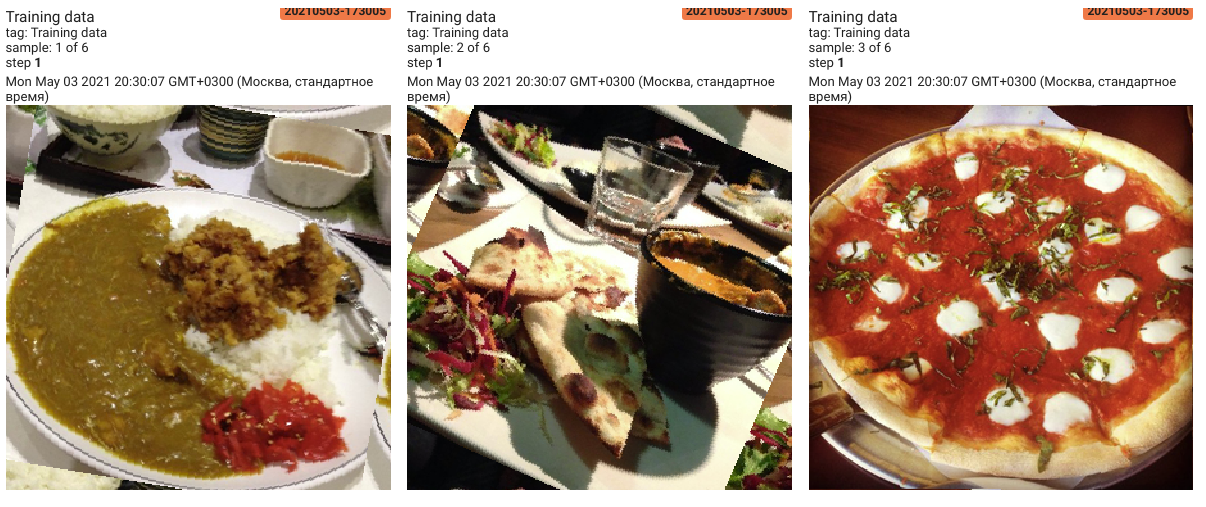 Training data
20210503-173005
tag: Training data
sample: 1 of 6
step 1
Mon May 03 2021 20:30:07 GMT+0300 (Москва, стандартное
время)
Training data
20210503-173005
tag: Training data
sample: 2 of 6
step 1
Mon May 03 2021 20:30:07 GMT+0300 (Москва, стандартное
время)
Training data
20210503-173005
tag: Training data
sample: 3 of 6
step 1
Mon May 03 2021 20:30:07 GMT+0300 (Москва, стандартное
время)